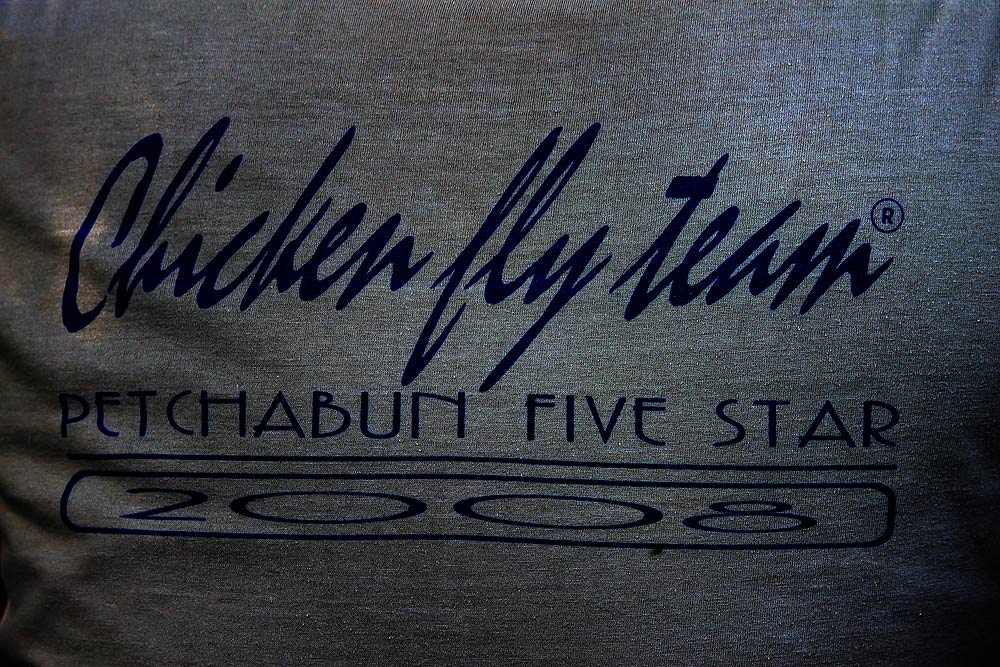 Chicken fly team ®
PETCHABUN FIVE STAR
2008